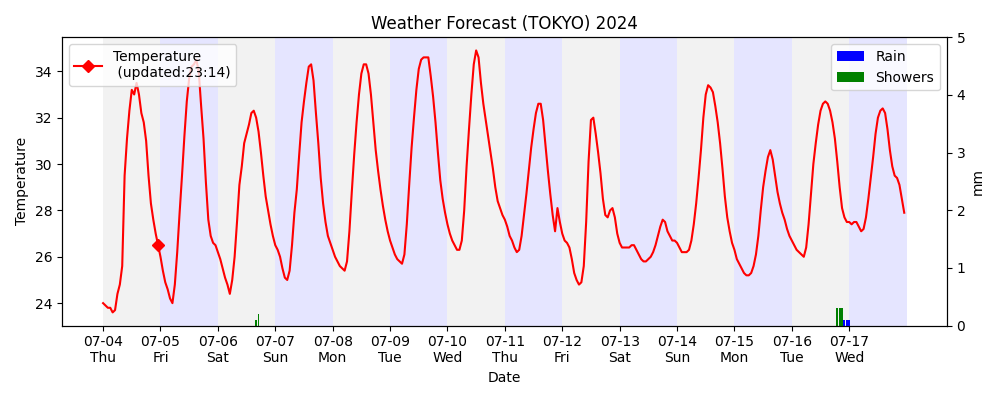 Weather Forecast (TOKYO) 2024
Temperature
(updated:23:14)
Rain
Showers
Temperature
34
32
30
28
26
24
5
4
3
2
1
0
mm
07-04 07-05 07-06 07-07 07-08 07-09 07-10 07-11 07-12 07-13 07-14 07-15 07-16 07-17
Thu Fri Sat Sun Mon Tue Wed Thu Fri Sat Sun Mon Tue Wed
Date